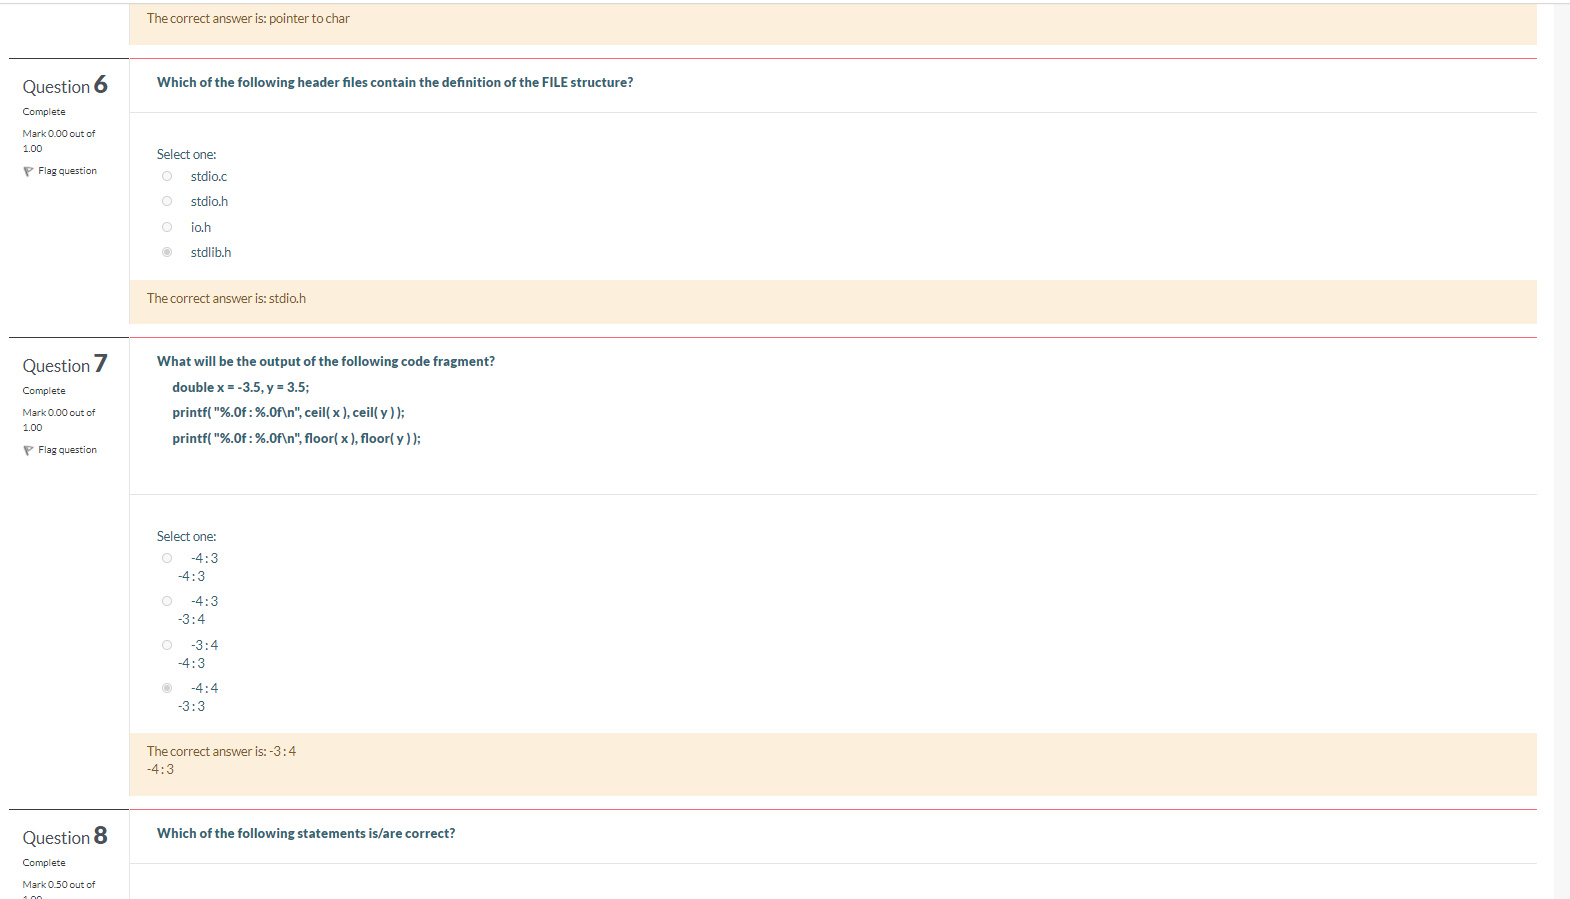 The correct answer is: pointer to char
Question 6
Complete
Mark 0.00 out of
1.00
Flag question
Which of the following header files contain the definition of the FILE structure?
Select one:
stdio.c
stdio.h
io.h
stdlib.h
The correct answer is: stdio.h
Question 7
Complete
Mark 0.00 out of
1.00
Flag question
What will be the output of the following code fragment?
double x = -3.5, y = 3.5;
printf( "%.0f : %.0f\n", ceil( x ), ceil( y ) );
printf( "%.0f : %.0f\n", floor( x ), floor( y ) );
Select one:
-4 : 3
-4 : 3
-4 : 3
-3 : 4
-3 : 4
-4 : 3
-4 : 4
-3 : 3
The correct answer is: -3 : 4
-4 : 3
Question 8
Complete
Mark 0.50 out of
1.00
Which of the following statements is/are correct?